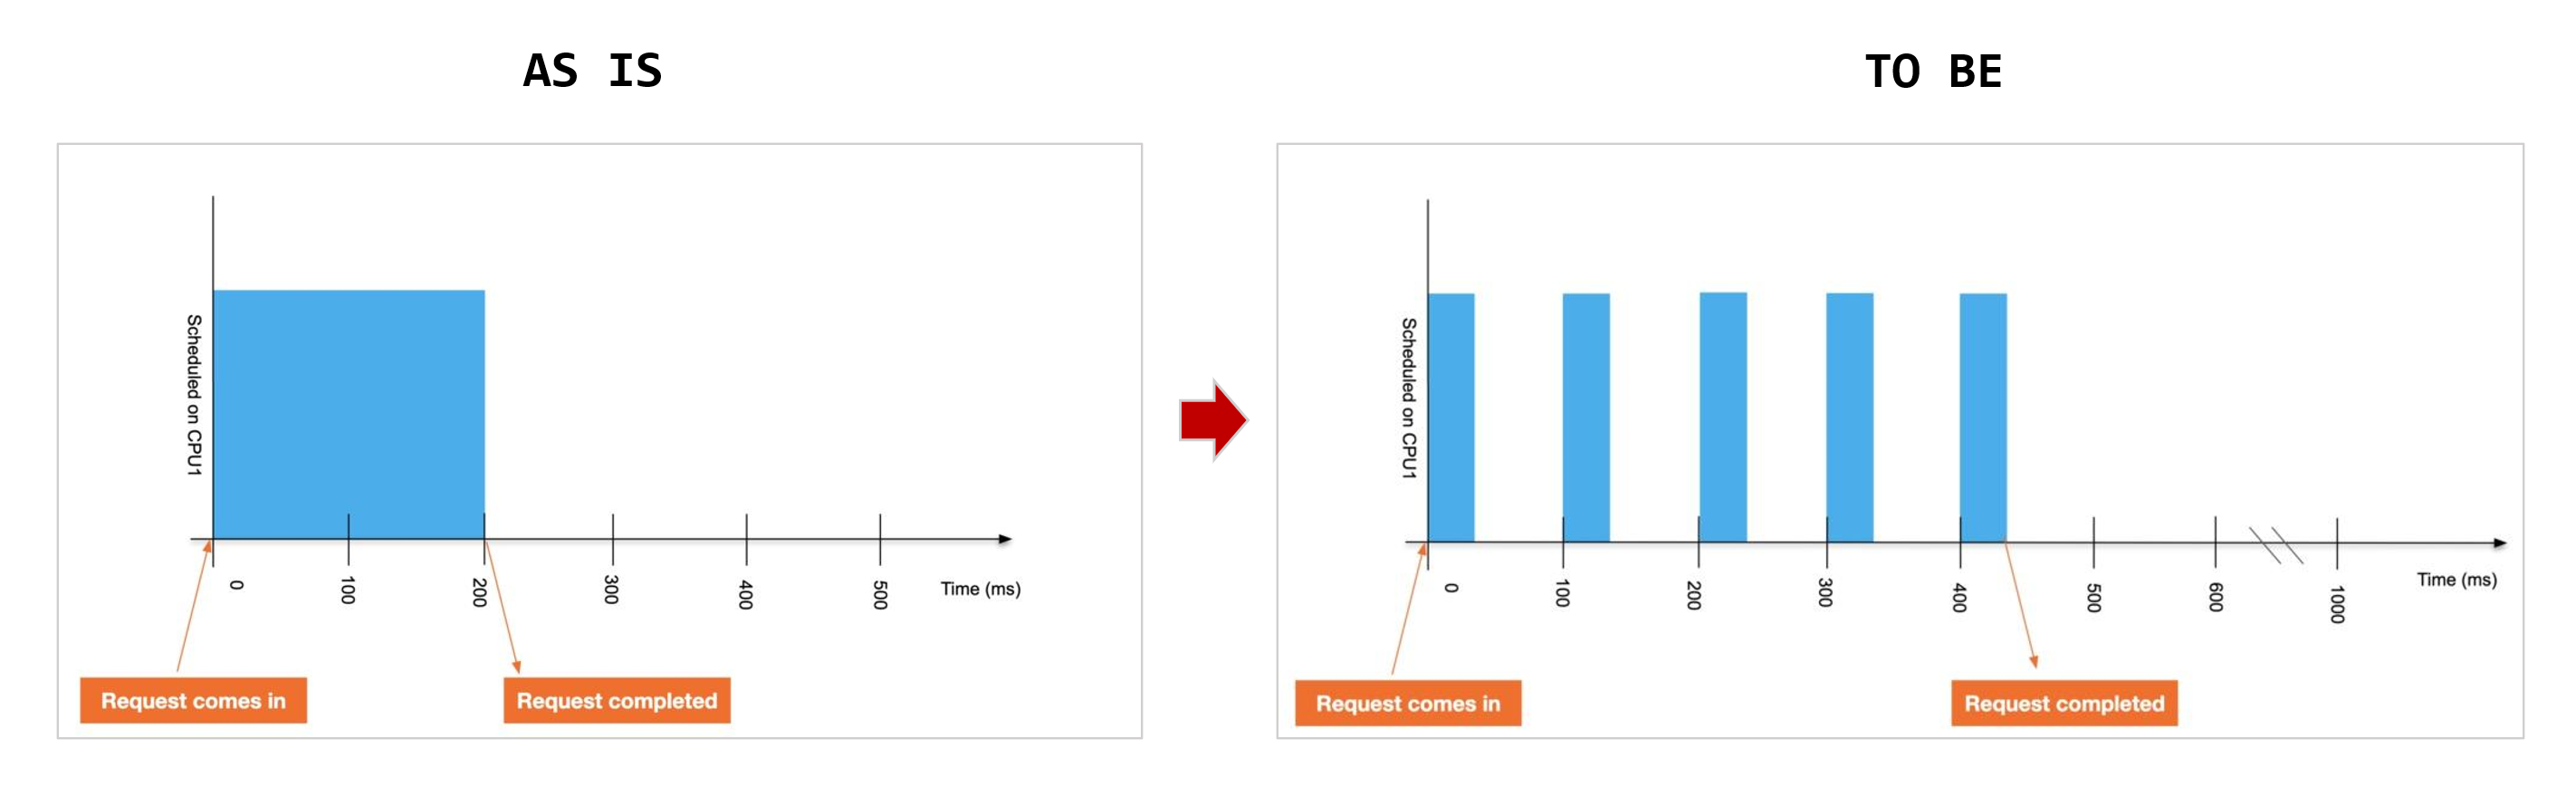 AS IS
TO BE
Scheduled on CPU1
0
100
200
300
400
500
Time (ms)
Request comes in
Request completed
Scheduled on CPU1
0
100
200
300
400
500
600
1000
Time (ms)
Request comes in
Request completed